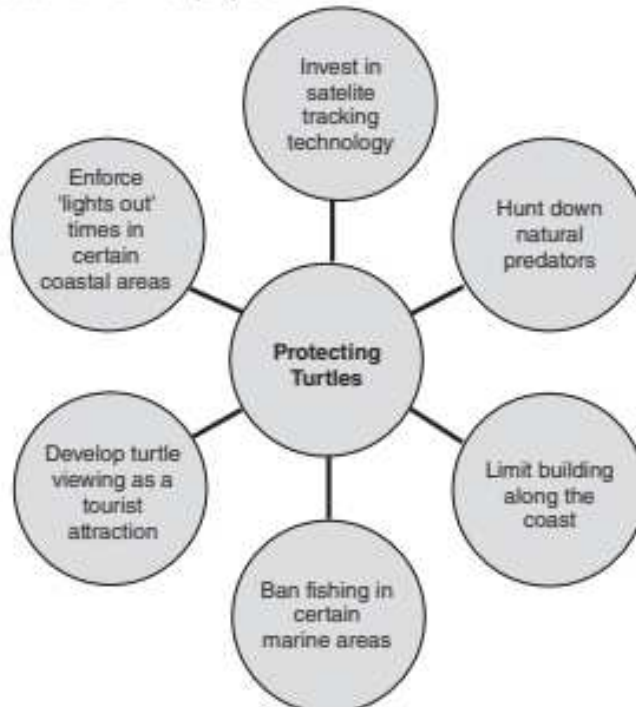 Invest in
satelite
tracking
technology
Enforce
'lights out'
times in
certain
coastal areas
Hunt down
natural
predators
Protecting
Turtles
Develop turtle
viewing as a
tourist
attraction
Limit building
along the
coast
Ban fishing in
certain
marine areas